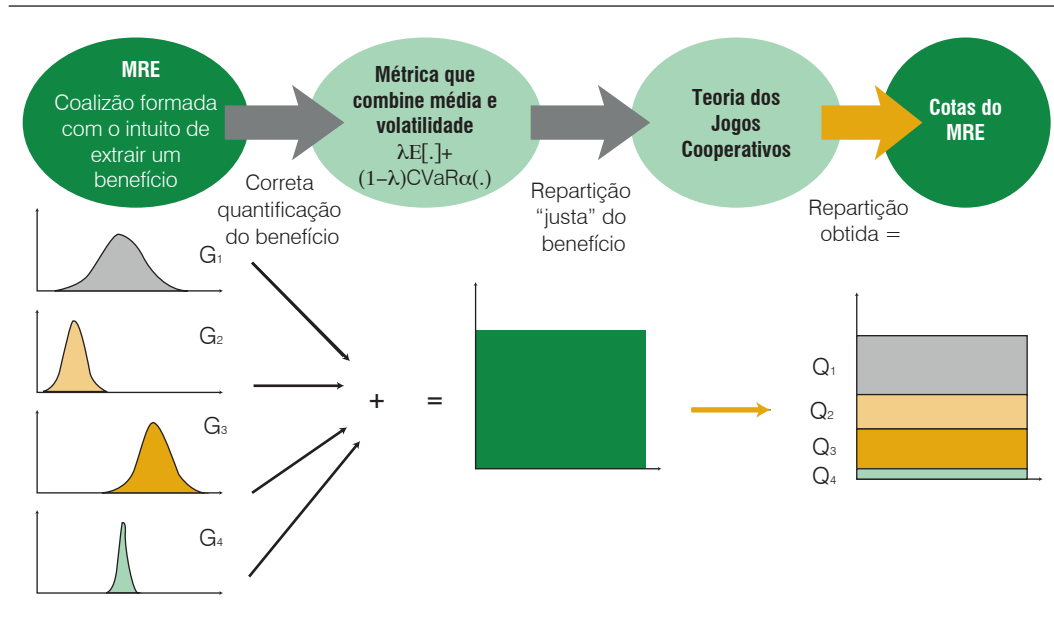 MRE
Coalizão formada
com o intuito de
extrair um
benefício
Correta
quantificação
do benefício
Métrica que
combine média e
volatilidade
λE[.]+
(1–λ)CVaRα(.)
Repartição
“justa” do
benefício
Teoria dos
Jogos
Cooperativos
Repartição
obtida =
Cotas do
MRE
G1
G2
G3
G4
+ =
Q1
Q2
Q3
Q4